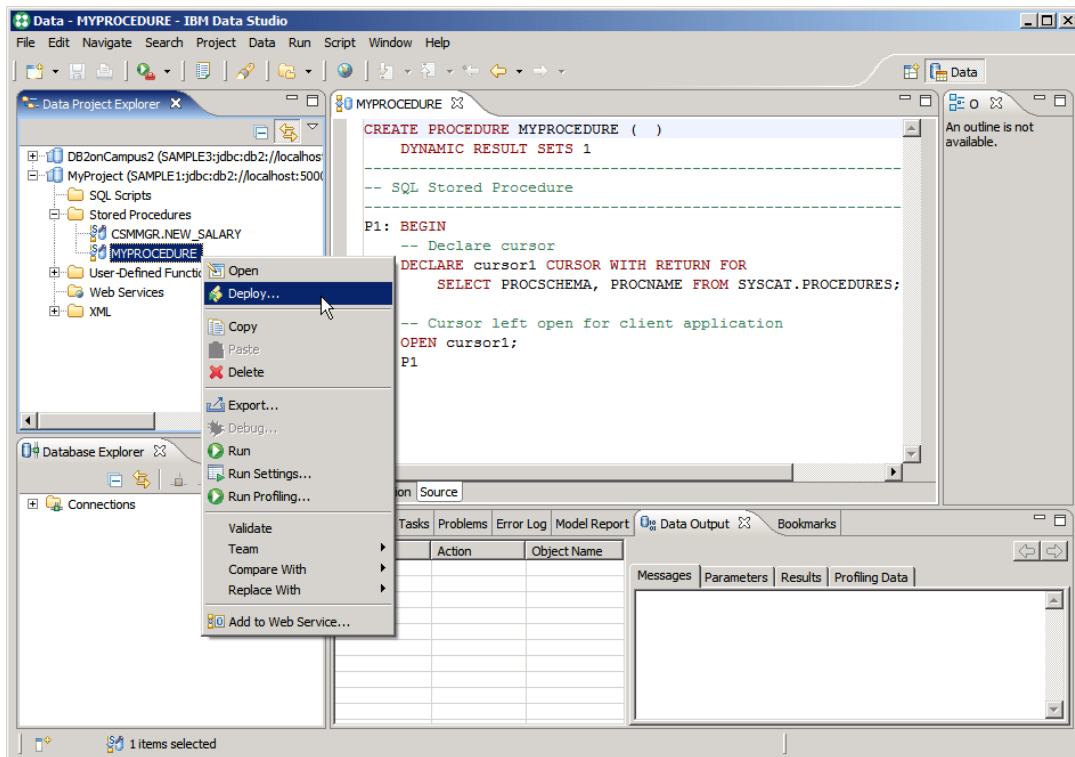 Data - MYPROCEDURE - IBM Data Studio
File Edit Navigate Search Project Data Run Script Window Help
Data
Data Project Explorer
DB2onCampus2 (SAMPLE3:jdbc:db2://localhos
MyProject (SAMPLE1:jdbc:db2://localhost:5000
SQL Scripts
Stored Procedures
CSMMGR.NEW_SALARY
MYPROCEDURE
User-Defined Functio
Web Services
XML
Open
Deploy...
Copy
Paste
Delete
Export...
Debug...
Run
Run Settings...
Run Profiling...
Validate
Team
Compare With
Replace With
Add to Web Service...
Database Explorer
Connections
MYPROCEDURE
CREATE PROCEDURE MYPROCEDURE ( )
DYNAMIC RESULT SETS 1
------------------------------------------------------------------------
-- SQL Stored Procedure
------------------------------------------------------------------------
P1: BEGIN
-- Declare cursor
DECLARE cursor1 CURSOR WITH RETURN FOR
SELECT PROCSCHEMA, PROCNAME FROM SYSCAT.PROCEDURES;
-- Cursor left open for client application
OPEN cursor1;
P1
ion Source
O
An outline is not
available.
Tasks Problems Error Log Model Report Data Output Bookmarks
Action Object Name
Messages Parameters Results Profiling Data
1 items selected